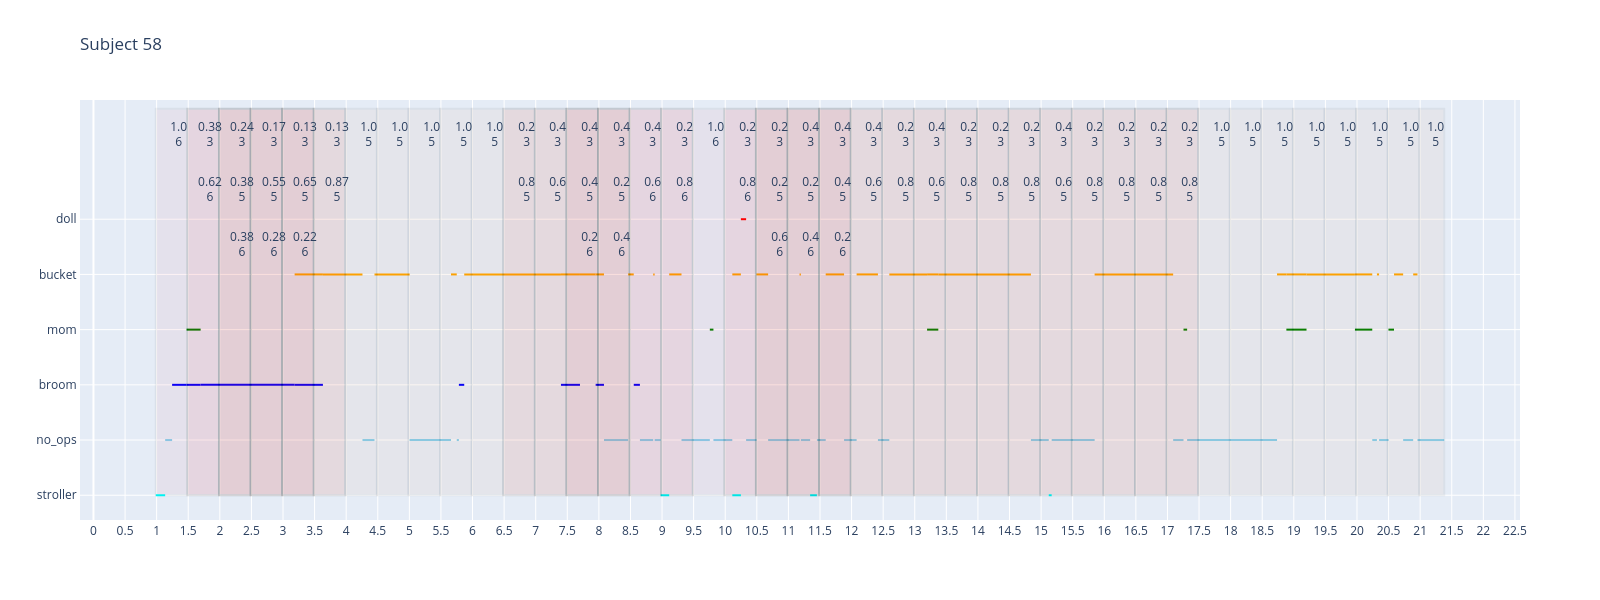 Subject 58
1.0 0.38 0.24 0.17 0.13 0.13 1.0 1.0 1.0 1.0 1.0 0.2 0.4 0.4 0.4 0.4 0.2 1.0 0.2 0.2 0.4 0.4 0.4 0.2 0.4 0.2 0.2 0.2 0.4 0.2 0.2 0.2 0.2 1.0 1.0 1.0 1.0 1.0 1.0 1.0 1.0
6 3 3 3 3 3 5 5 5 5 5 3 3 3 3 3 3 6 3 3 3 3 3 3 3 3 3 3 3 3 3 3 3 5 5 5 5 5 5 5 5
0.62 0.38 0.55 0.65 0.87 0.8 0.6 0.4 0.2 0.6 0.8 0.8 0.2 0.2 0.4 0.6 0.8 0.6 0.8 0.8 0.8 0.6 0.8 0.8 0.8 0.8
6 5 5 5 5 5 5 5 5 6 6 6 5 5 5 5 5 5 5 5 5 5 5 5 5 5
doll
0.38 0.28 0.22 0.2 0.4 0.6 0.4 0.2
6 6 6 6 6 6 6 6
bucket
mom
broom
no_ops
stroller
0 0.5 1 1.5 2 2.5 3 3.5 4 4.5 5 5.5 6 6.5 7 7.5 8 8.5 9 9.5 10 10.5 11 11.5 12 12.5 13 13.5 14 14.5 15 15.5 16 16.5 17 17.5 18 18.5 19 19.5 20 20.5 21 21.5 22 22.5